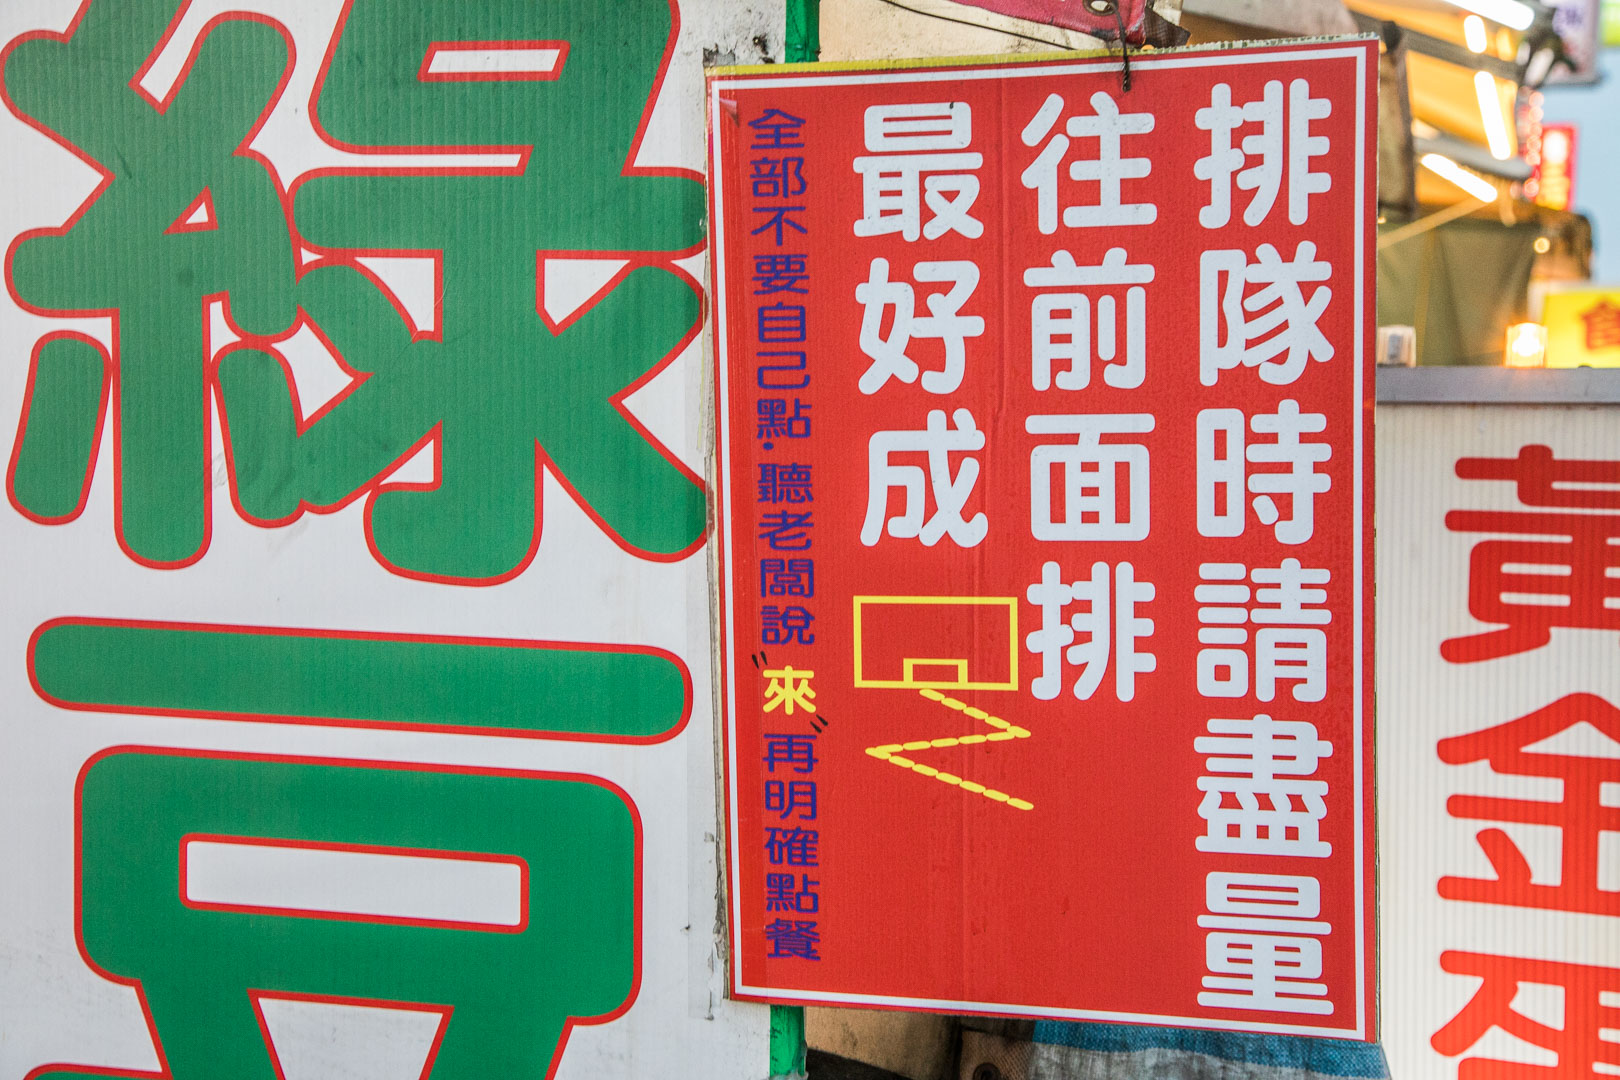 排隊時請盡量
往前面排
最好成
全部不要自己點·聽老闆說"來"再明確點餐
綠豆
黃金